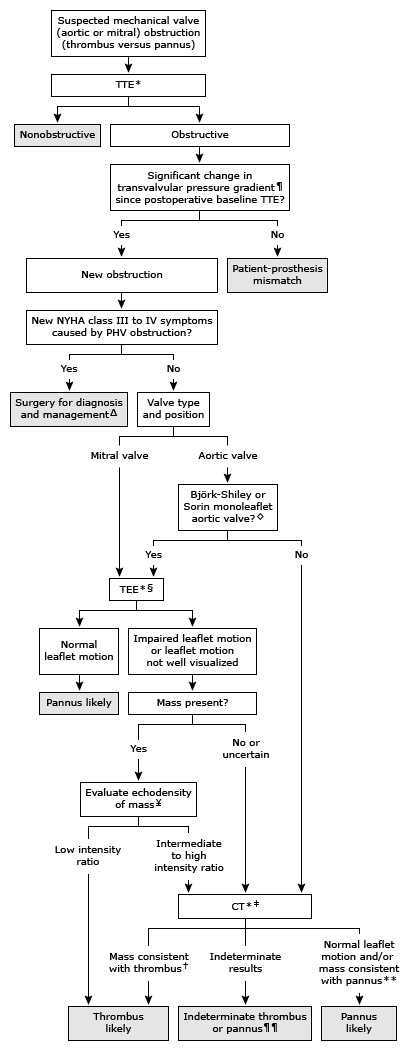 Suspected mechanical valve
(aortic or mitral) obstruction
(thrombus versus pannus)
TTE*
Nonobstructive
Obstructive
Significant change in
transvalvular pressure gradient¶
since postoperative baseline TTE?
Yes
No
New obstruction
Patient-prosthesis
mismatch
New NYHA class III to IV symptoms
caused by PHV obstruction?
Yes
No
Surgery for diagnosis
and managementΔ
Valve type
and position
Mitral valve
Aortic valve
Björk-Shiley or
Sorin monoleaflet
aortic valve?◇
Yes
No
TEE*§
Normal
leaflet motion
Impaired leaflet motion
or leaflet motion
not well visualized
Pannus likely
Mass present?
Yes
No or
uncertain
Evaluate echodensity
of mass¥
Low intensity
ratio
Intermediate
to high
intensity ratio
CT*‡
Mass consistent
with thrombus†
Indeterminate
results
Normal leaflet
motion and/or
mass consistent
with pannus**
Thrombus
likely
Indeterminate thrombus
or pannus¶¶
Pannus
likely